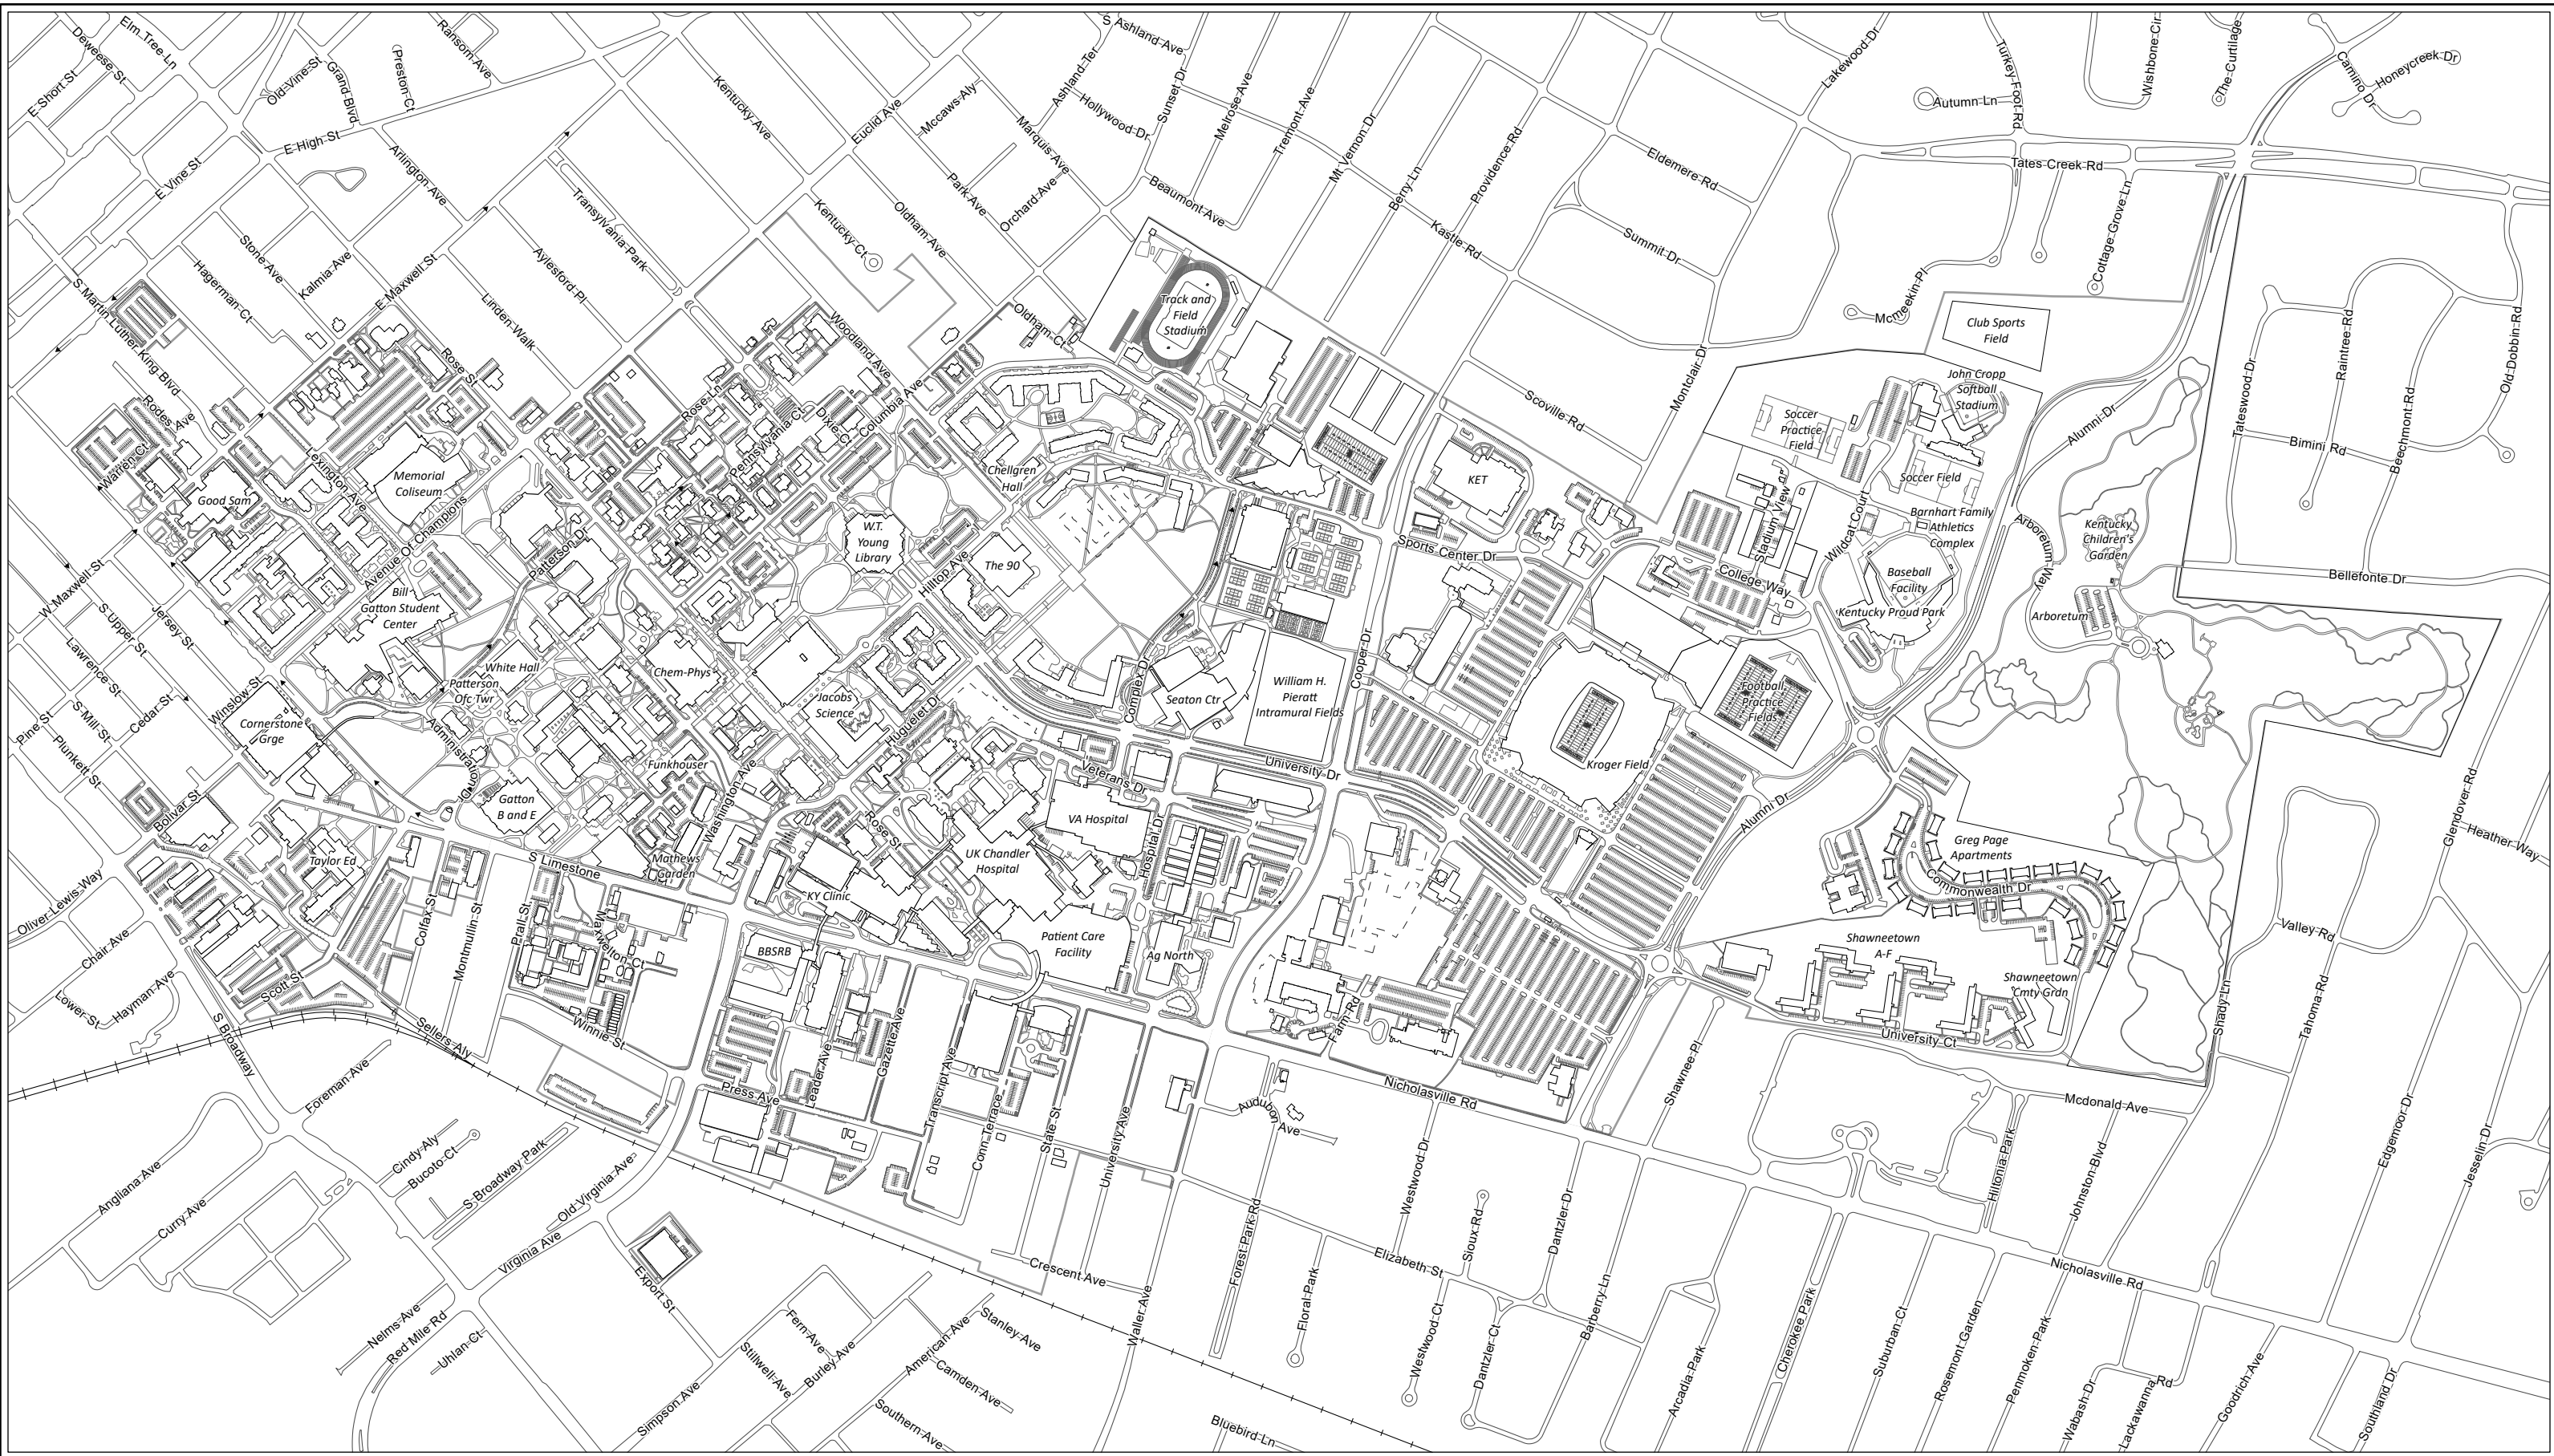 Elm Tree Ln
Deweese St
E Short St
Old Vine St
Grand Blvd
Preston Ct
Ransom Ave
E High St
E Vine St
Arlington Ave
Kentucky Ave
Euclid Ave
Mccaws Aly
S Ashland Ave
Ashland Ter
Hollywood Dr
Sunset Dr
Melrose Ave
Tremont Ave
Marquis Ave
Park Ave
Orchard Ave
Beaumont Ave
Mt Vernon Dr
Berry Ln
Providence Rd
Kastle Rd
Eldemere Rd
Summit Dr
Lakewood Dr
Autumn Ln
Turkey Foot Rd
Wishbone Cir
The Curtilage
Camino Dr
Honeycreek Dr
Tates Creek Rd
Cottage Grove Ln
Mcmeekin Pl
Transylvania Park
Kentucky Ct
Oldham Ave
Stone Ave
Kalmia Ave
Hagerman Ct
E Maxwell St
Linden Walk
Aylesford Pl
S Martin Luther King Blvd
Rodes Ave
Warren Ct
Lexington Ave
Rose St
Rose Ln
Woodland Ave
Oldham Ct
Dixie Ct
Columbia Ave
Pennsylvania Ct
Track and
Field
Stadium
Club Sports
Field
John Cropp
Softball
Stadium
Soccer
Practice
Field
Soccer Field
Scoville Rd
Montclair Dr
Alumni Dr
Tateswood Dr
Raintree Rd
Beechmont Rd
Old Dobbin Rd
Bimini Rd
Bellefonte Dr
Memorial
Coliseum
Good Sam
Avenue Of Champions
Patterson Dr
W.T.
Young
Library
Chellgren
Hall
Hilltop Ave
The 90
KET
Sports Center Dr
Stadium View
College Way
Wildcat Court
Barnhart Family
Athletics
Complex
Baseball
Facility
Kentucky Proud Park
Arboretum Way
Kentucky
Children's
Garden
Arboretum
W Maxwell St
S Upper St
Jersey St
Lawrence St
S Mill St
Cedar St
Winslow St
Pine St
Plunkett St
Bill
Gatton Student
Center
White Hall
Patterson
Ofc Twr
Administration Dr
Cornerstone
Grge
Chem-Phys
Jacobs
Science
Huguelet Dr
Funkhouser
Washington Ave
Gatton
B and E
Complex Dr
Seaton Ctr
William H.
Pieratt
Intramural Fields
Cooper Dr
University Dr
Veterans Dr
VA Hospital
Hospital Dr
Football
Practice
Fields
Kroger Field
Alumni Dr
Bolivar St
Taylor Ed
S Limestone
Mathews
Garden
Rose St
KY Clinic
UK Chandler
Hospital
BBSRB
Patient Care
Facility
Ag North
Greg Page
Apartments
Commonwealth Dr
Shawneetown
A-F
Shawneetown
Cmty Grdn
University Ct
Glendover Rd
Heather Way
Valley Rd
Tahoma Rd
Shady Ln
Oliver Lewis Way
Chair Ave
Hayman Ave
Lower St
Scott St
Colfax St
Montmullin St
Prall St
Maxwelton Ct
Winnie St
Sellers Aly
S Broadway
Foreman Ave
Press Ave
Leader Ave
Gazette Ave
Transcript Ave
Conn Terrace
State St
University Ave
Farm Rd
Nicholasville Rd
Audubon Ave
Shawnee Pl
Mcdonald Ave
Hiltonia Park
Johnston Blvd
Edgemoor Dr
Jesselin Dr
Angliana Ave
Curry Ave
Cindy Aly
Bucoto Ct
S Broadway Park
Old Virginia Ave
Virginia Ave
Export St
Crescent Ave
Waller Ave
Forest Park Rd
Floral Park
Westwood Dr
Elizabeth St
Sioux Rd
Dantzler Dr
Barberry Ln
Westwood Ct
Dantzler Ct
Arcadia Park
Cherokee Park
Suburban Ct
Rosemont Garden
Penmoken Park
Nicholasville Rd
Wabash Dr
Lackawanna Rd
Goodrich Ave
Southland Dr
Nelms Ave
Red Mile Rd
Uhlan Ct
Simpson Ave
Stillwell Ave
Fern Ave
Burley Ave
American Ave
Stanley Ave
Camden Ave
Southern Ave
Bluebird Ln